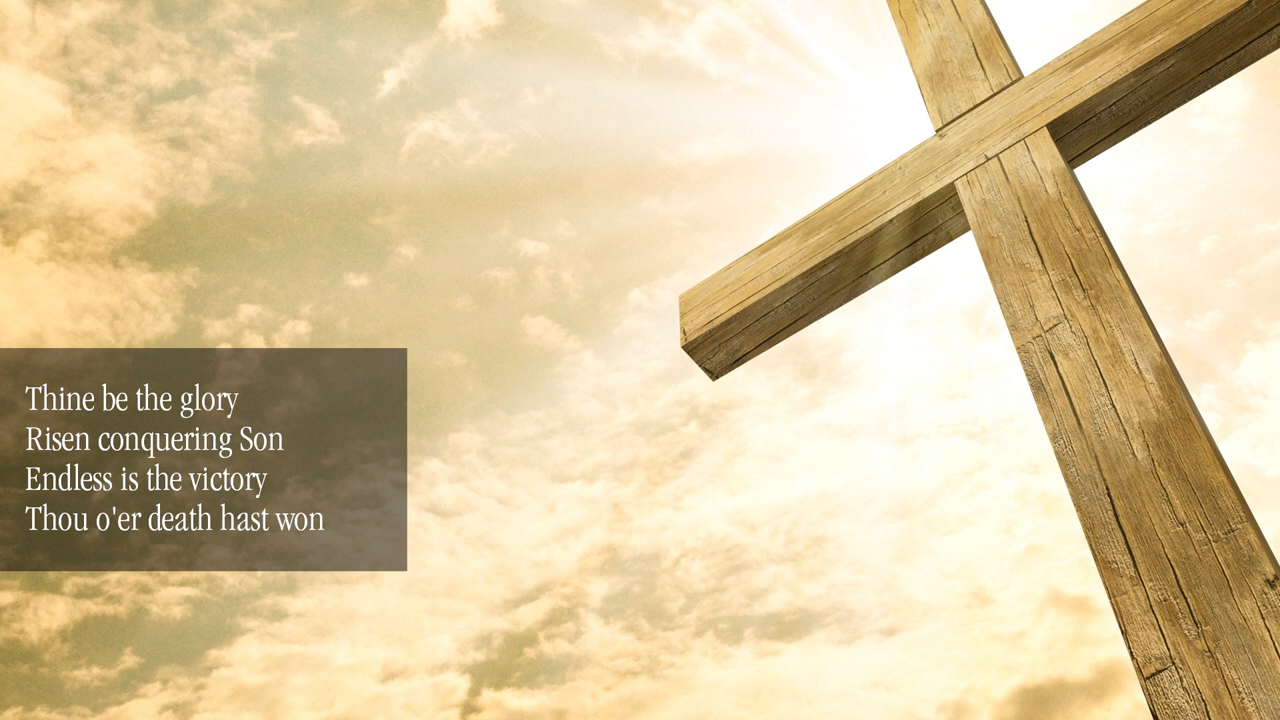 Thine be the glory
Risen conquering Son
Endless is the victory
Thou o'er death hast won